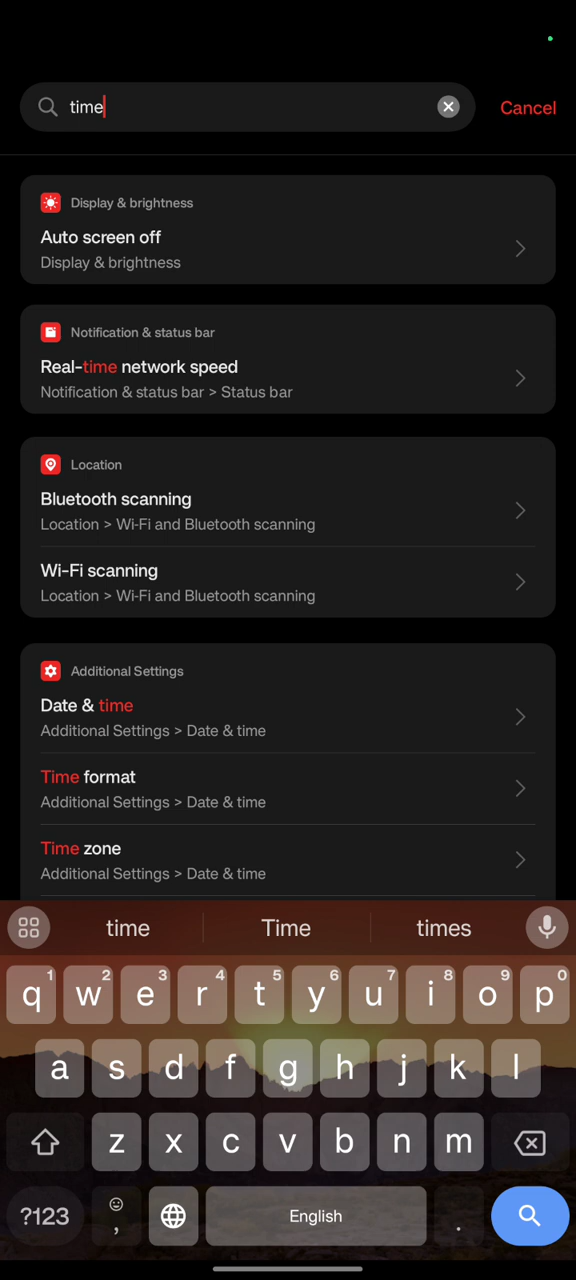 time
Cancel
Display & brightness
Auto screen off
Display & brightness
Notification & status bar
Real-time network speed
Notification & status bar > Status bar
Location
Bluetooth scanning
Location > Wi-Fi and Bluetooth scanning
Wi-Fi scanning
Location > Wi-Fi and Bluetooth scanning
Additional Settings
Date & time
Additional Settings > Date & time
Time format
Additional Settings > Date & time
Time zone
Additional Settings > Date & time
time Time times
q1 w2 e3 r4 t5 y6 u7 i8 o9 p0
a s d f g h j k l
z x c v b n m
?123 , English .